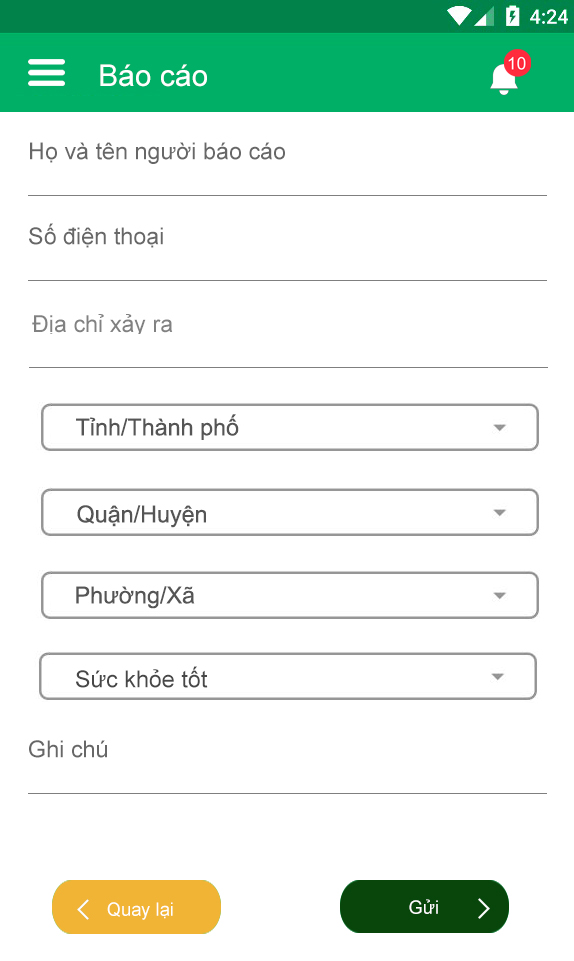 4:24
Báo cáo
10
Họ và tên người báo cáo
Số điện thoại
Địa chỉ xảy ra
Tỉnh/Thành phố
Quận/Huyện
Phường/Xã
Sức khỏe tốt
Ghi chú
Quay lại
Gửi